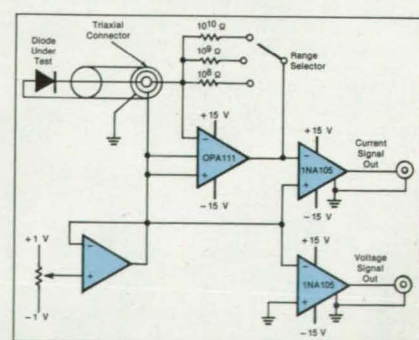 Diode
Under
Test
Triaxial
Connector
10¹⁰ Ω
10⁹ Ω
10⁸ Ω
Range
Selector
+ 15 V
−
OPA111
+
− 15 V
+ 15 V
−
1NA105
+
− 15 V
Current
Signal
Out
+ 1 V
− 1 V
−
+
+ 15 V
−
1NA105
+
− 15 V
Voltage
Signal
Out